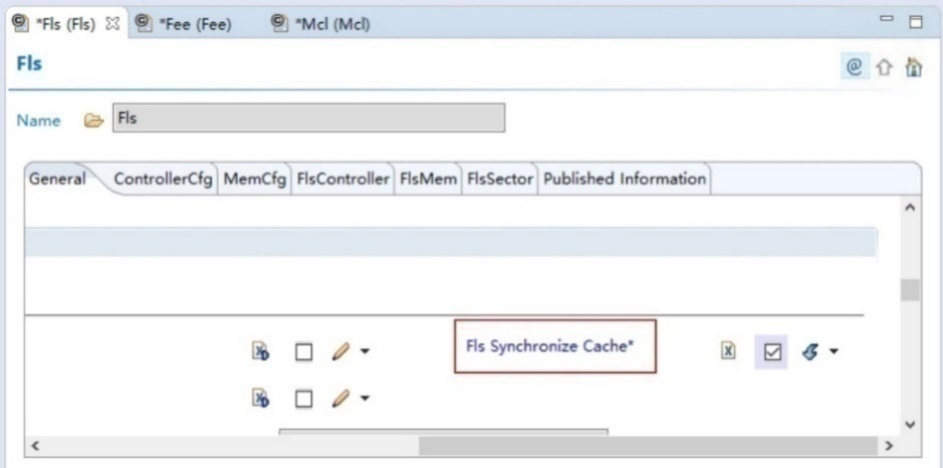 *Fls (Fls) *Fee (Fee) *Mcl (Mcl)
Fls
Name Fls
General ControllerCfg MemCfg FlsController FlsMem FlsSector Published Information
Fls Synchronize Cache*